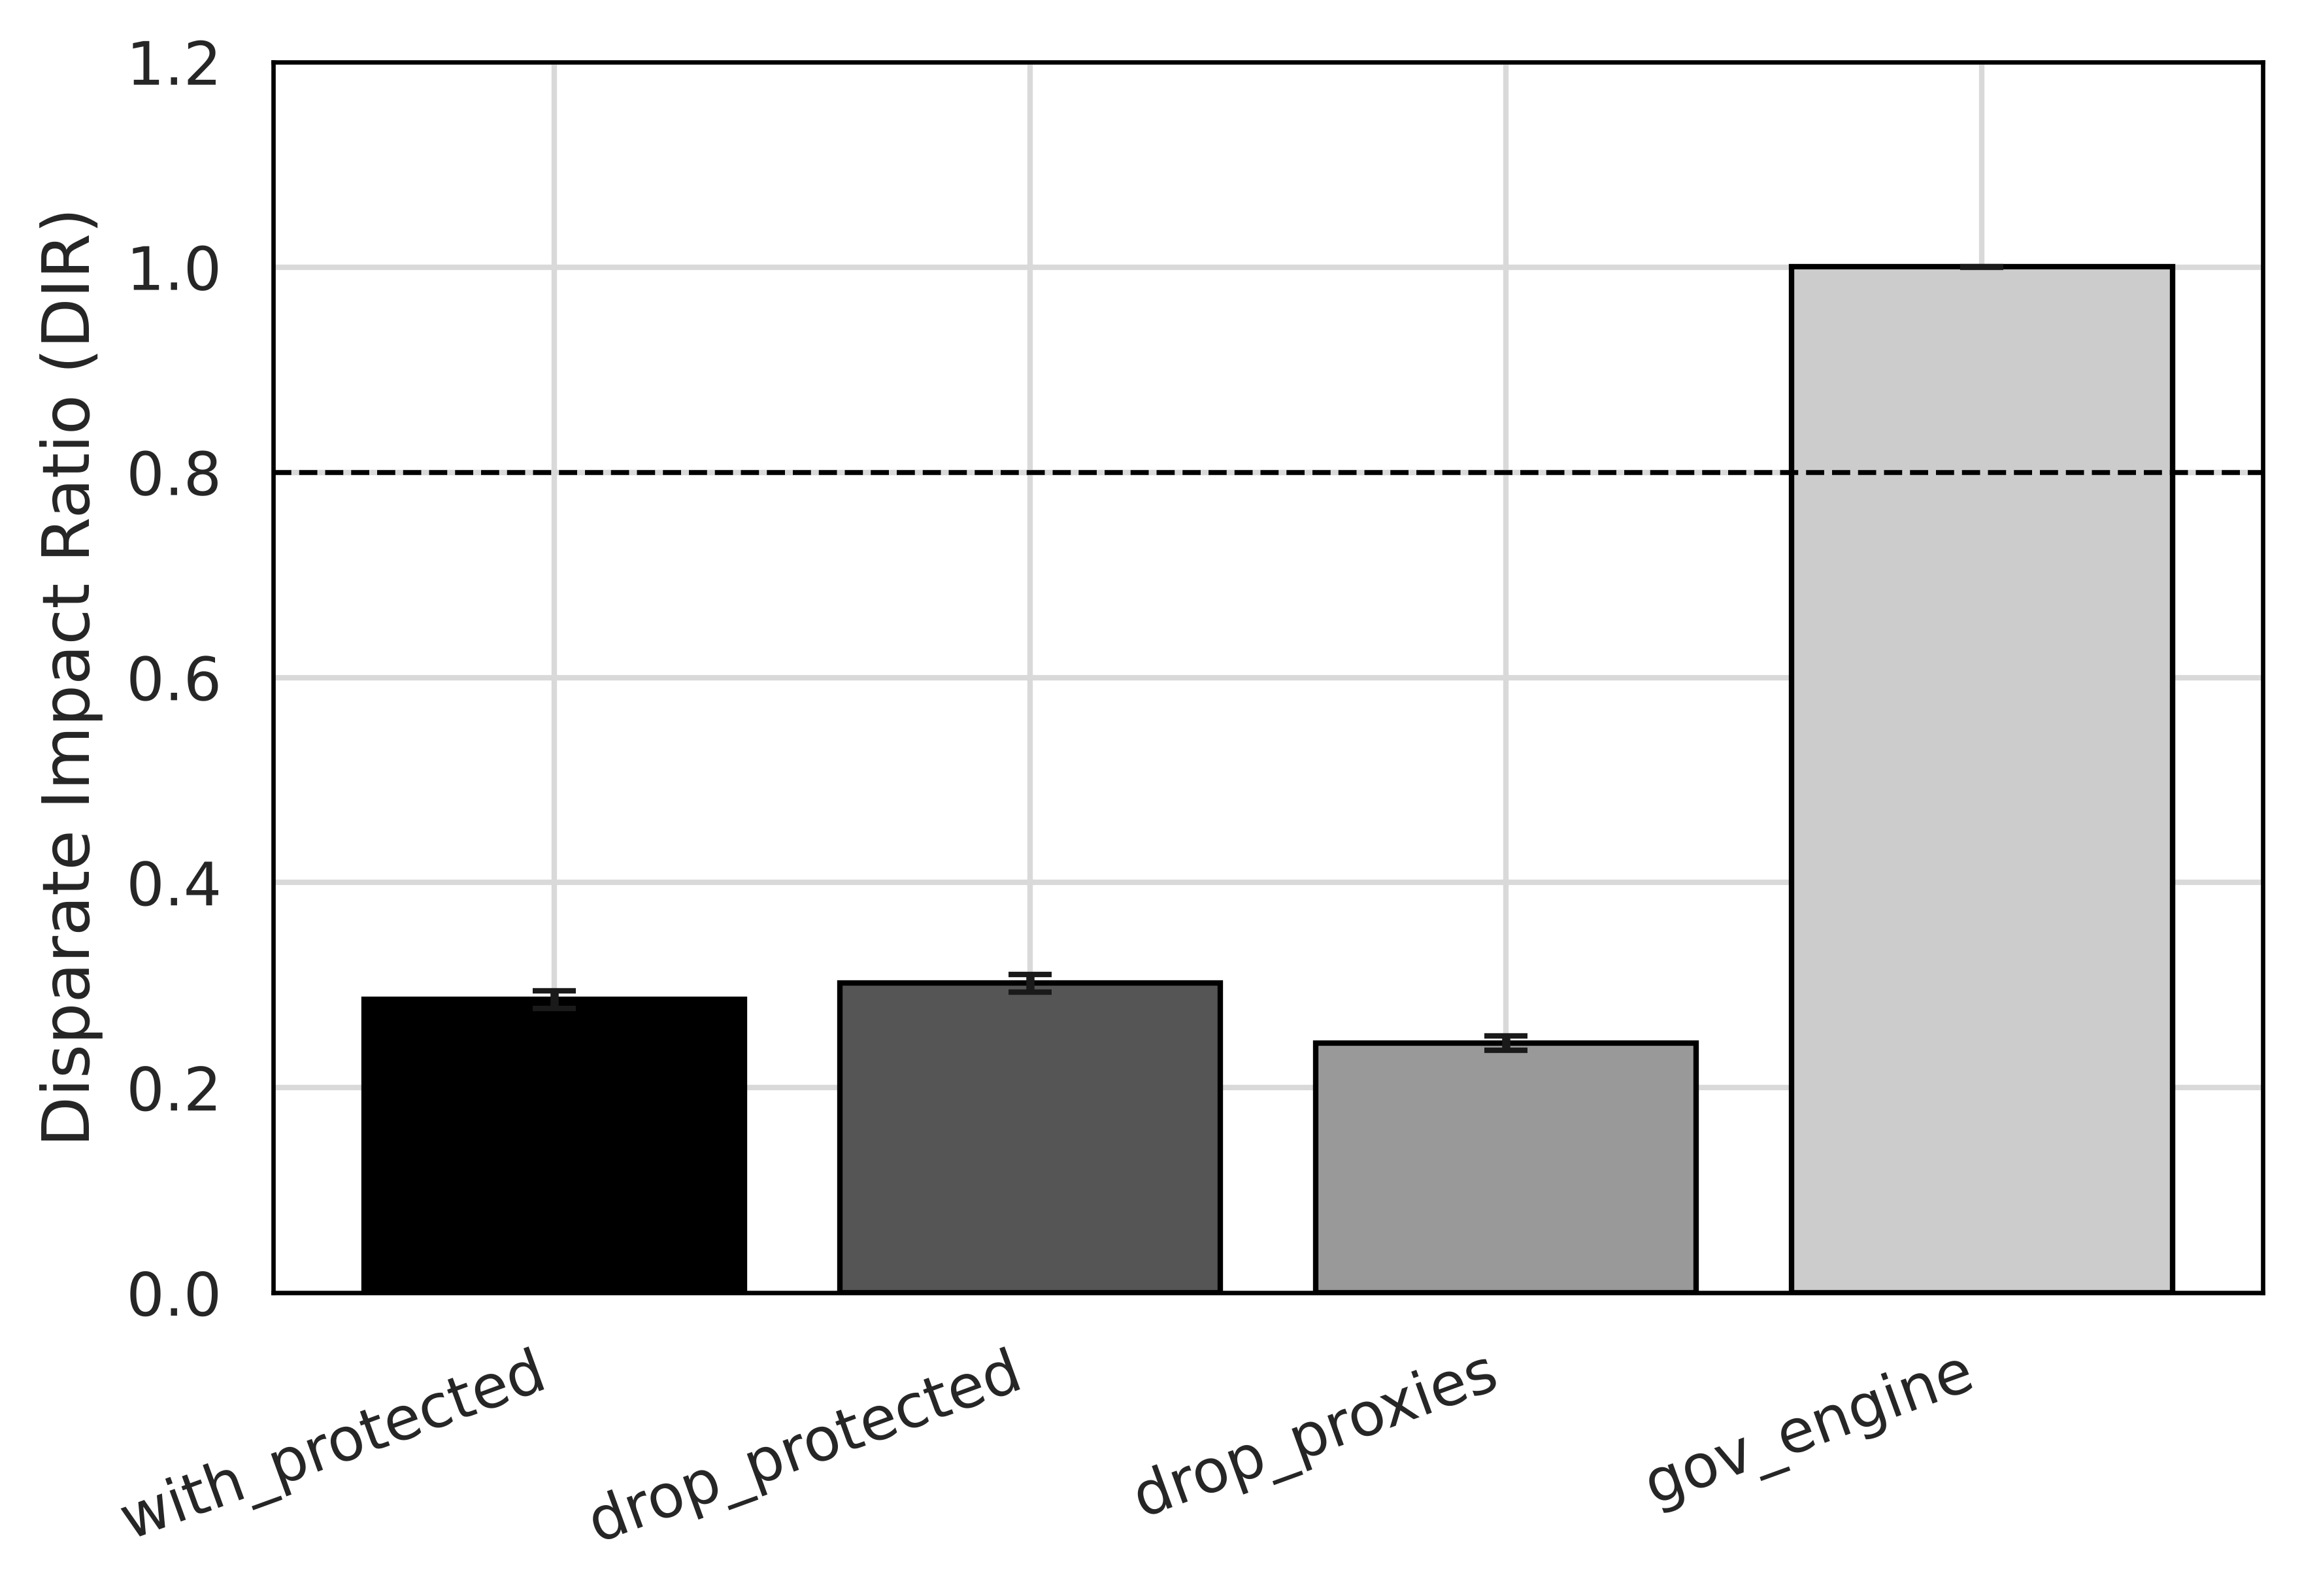 Disparate Impact Ratio (DIR)
1.2
1.0
0.8
0.6
0.4
0.2
0.0
with_protected
drop_protected
drop_proxies
gov_engine